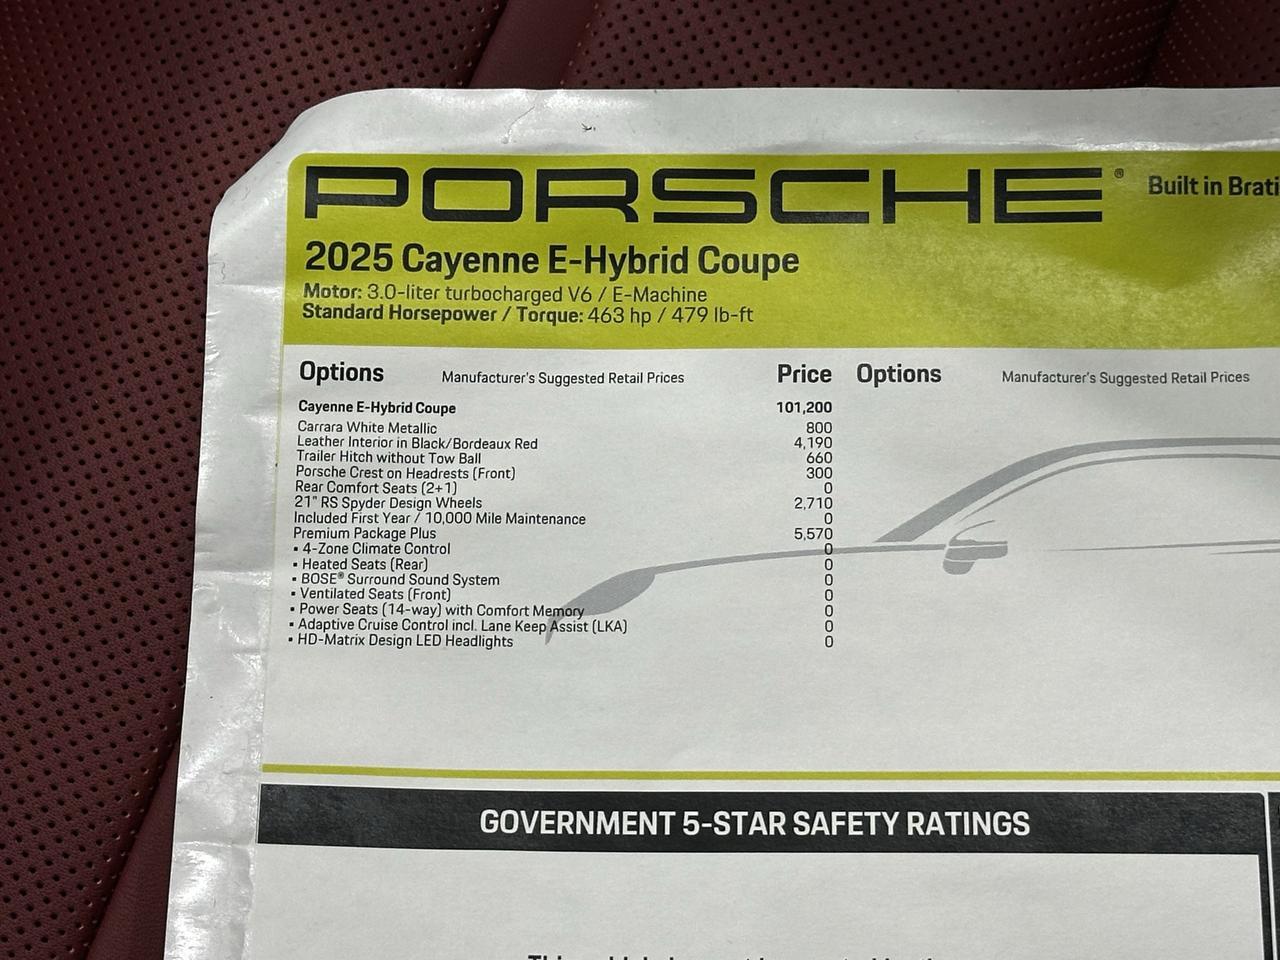 PORSCHE® Built in
2025 Cayenne E-Hybrid Coupe
Motor: 3.0-liter turbocharged V6 / E-Machine
Standard Horsepower / Torque: 463 hp / 479 lb-ft
Options Manufacturer's Suggested Retail Prices Price Options Manufacturer's Suggested Retail Prices
Cayenne E-Hybrid Coupe 101,200
Carrara White Metallic 800
Leather Interior in Black/Bordeaux Red 4,190
Trailer Hitch without Tow Ball 660
Porsche Crest on Headrests (Front) 300
Rear Comfort Seats (2+1) 0
21" RS Spyder Design Wheels 2,710
Included First Year / 10,000 Mile Maintenance 0
Premium Package Plus 5,570
▪ 4-Zone Climate Control 0
▪ Heated Seats (Rear) 0
▪ BOSE® Surround Sound System 0
▪ Ventilated Seats (Front) 0
▪ Power Seats (14-way) with Comfort Memory 0
▪ Adaptive Cruise Control incl. Lane Keep Assist (LKA) 0
▪ HD-Matrix Design LED Headlights 0
GOVERNMENT 5-STAR SAFETY RATINGS